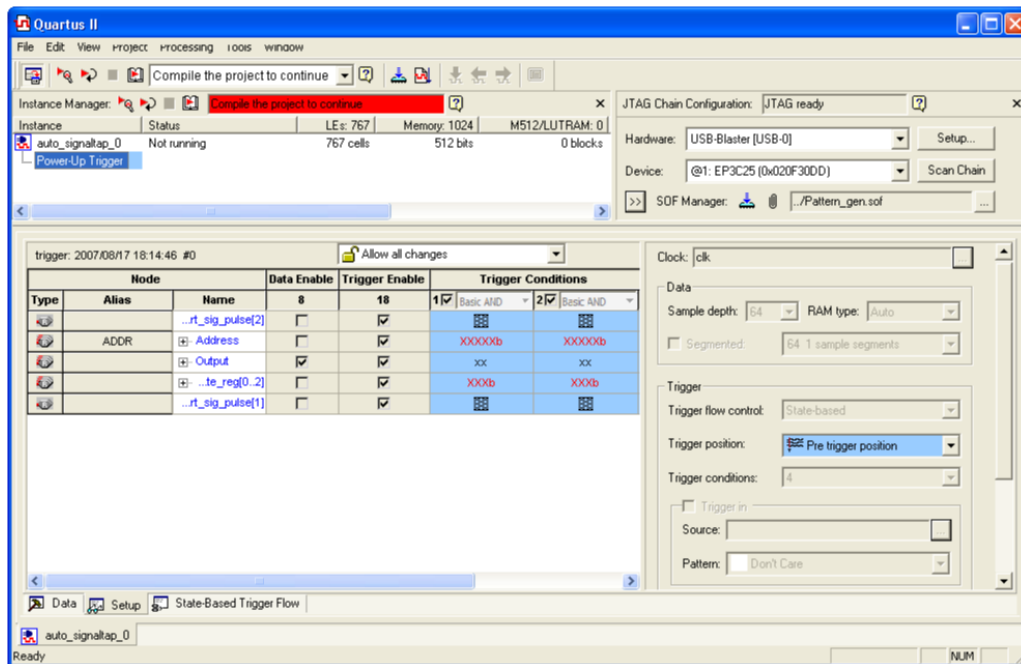 Quartus II
File Edit View Project Processing Tools Window
Compile the project to continue
Instance Manager: Compile the project to continue
Instance Status LEs: 767 Memory: 1024 M512/LUTRAM: 0
auto_signaltap_0 Not running 767 cells 512 bits 0 blocks
Power-Up Trigger
JTAG Chain Configuration: JTAG ready
Hardware: USB-Blaster [USB-0] Setup...
Device: @1: EP3C25 (0x020F30DD) Scan Chain
>> SOF Manager: ../Pattern_gen.sof ...
trigger: 2007/08/17 18:14:46 #0 Allow all changes
Node Data Enable Trigger Enable Trigger Conditions
Type Alias Name 8 18 1 Basic AND 2 Basic AND
...rt_sig_pulse[2]
ADDR Address XXXXXb XXXXXb
Output xx xx
...te_reg[0..2] XXXb XXXb
...rt_sig_pulse[1]
Clock: clk ...
Data
Sample depth: 64 RAM type: Auto
Segmented: 64 1 sample segments
Trigger
Trigger flow control: State-based
Trigger position: Pre trigger position
Trigger conditions: 4
Trigger in
Source: ...
Pattern: Don't Care
Data Setup State-Based Trigger Flow
auto_signaltap_0
Ready NUM